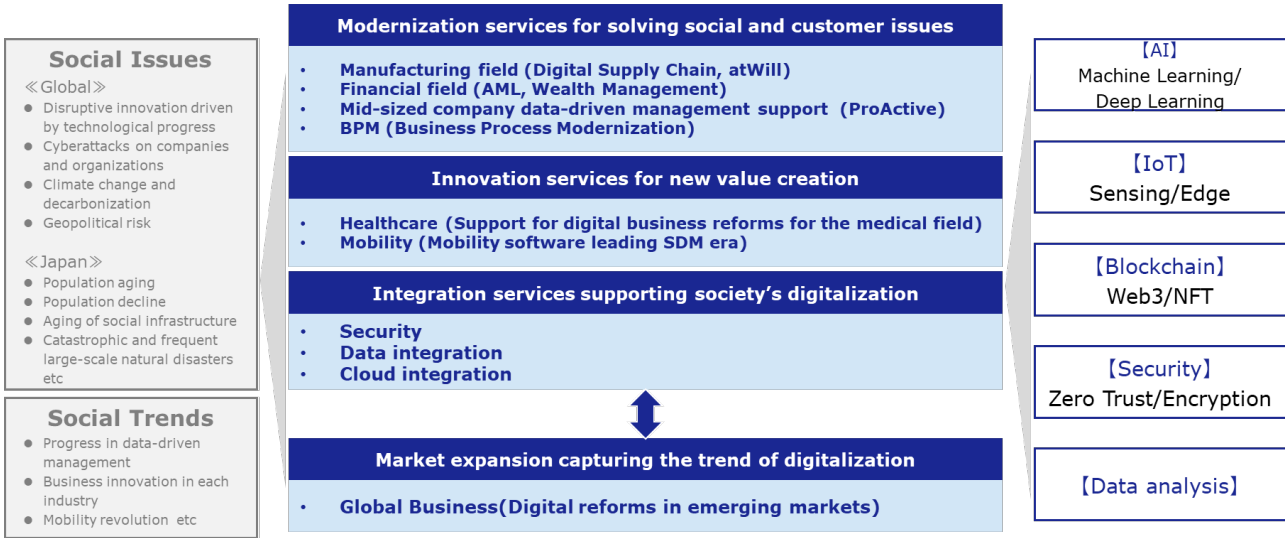 Social Issues
≪Global≫
● Disruptive innovation driven
by technological progress
● Cyberattacks on companies
and organizations
● Climate change and
decarbonization
● Geopolitical risk
≪Japan≫
● Population aging
● Population decline
● Aging of social infrastructure
● Catastrophic and frequent
large-scale natural disasters
etc
Social Trends
● Progress in data-driven
management
● Business innovation in each
industry
● Mobility revolution etc
Modernization services for solving social and customer issues
• Manufacturing field (Digital Supply Chain, atWill)
• Financial field (AML, Wealth Management)
• Mid-sized company data-driven management support (ProActive)
• BPM (Business Process Modernization)
Innovation services for new value creation
• Healthcare (Support for digital business reforms for the medical field)
• Mobility (Mobility software leading SDM era)
Integration services supporting society’s digitalization
• Security
• Data integration
• Cloud integration
Market expansion capturing the trend of digitalization
• Global Business(Digital reforms in emerging markets)
【AI】
Machine Learning/
Deep Learning
【IoT】
Sensing/Edge
【Blockchain】
Web3/NFT
【Security】
Zero Trust/Encryption
【Data analysis】